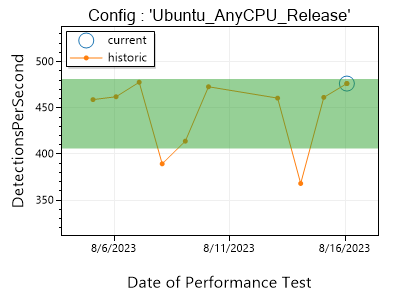 Config : 'Ubuntu_AnyCPU_Release'
current
historic
DetectionsPerSecond
500
450
400
350
8/6/2023
8/11/2023
8/16/2023
Date of Performance Test